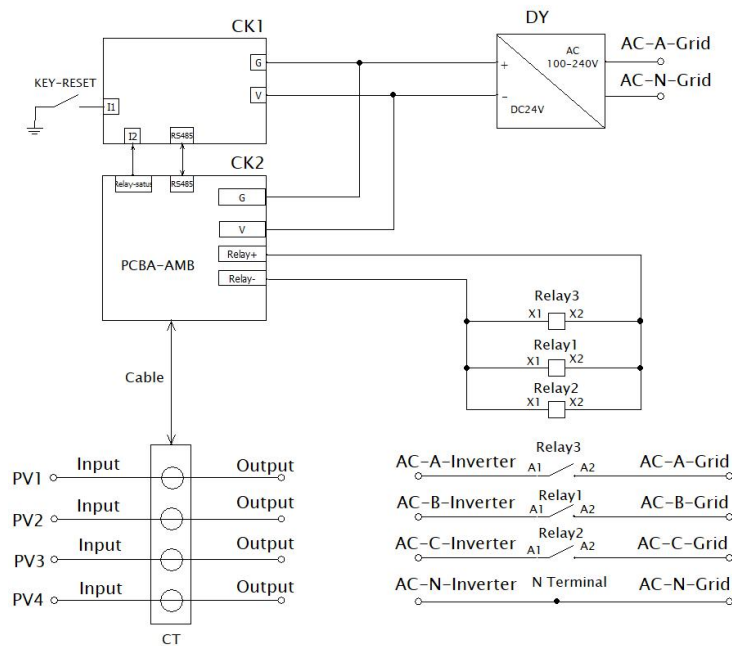 CK1
DY
G
AC
100-240V
AC-A-Grid
KEY-RESET
+
I1
V
-
DC24V
AC-N-Grid
I2
RS485
CK2
Relay-satus
RS485
G
V
PCBA-AMB
Relay+
Relay-
Relay3
X1 X2
Relay1
X1 X2
Relay2
X1 X2
Cable
PV1 Input Output
PV2 Input Output
PV3 Input Output
PV4 Input Output
CT
Relay3
AC-A-Inverter A1 A2 AC-A-Grid
Relay1
AC-B-Inverter A1 A2 AC-B-Grid
Relay2
AC-C-Inverter A1 A2 AC-C-Grid
AC-N-Inverter N Terminal AC-N-Grid